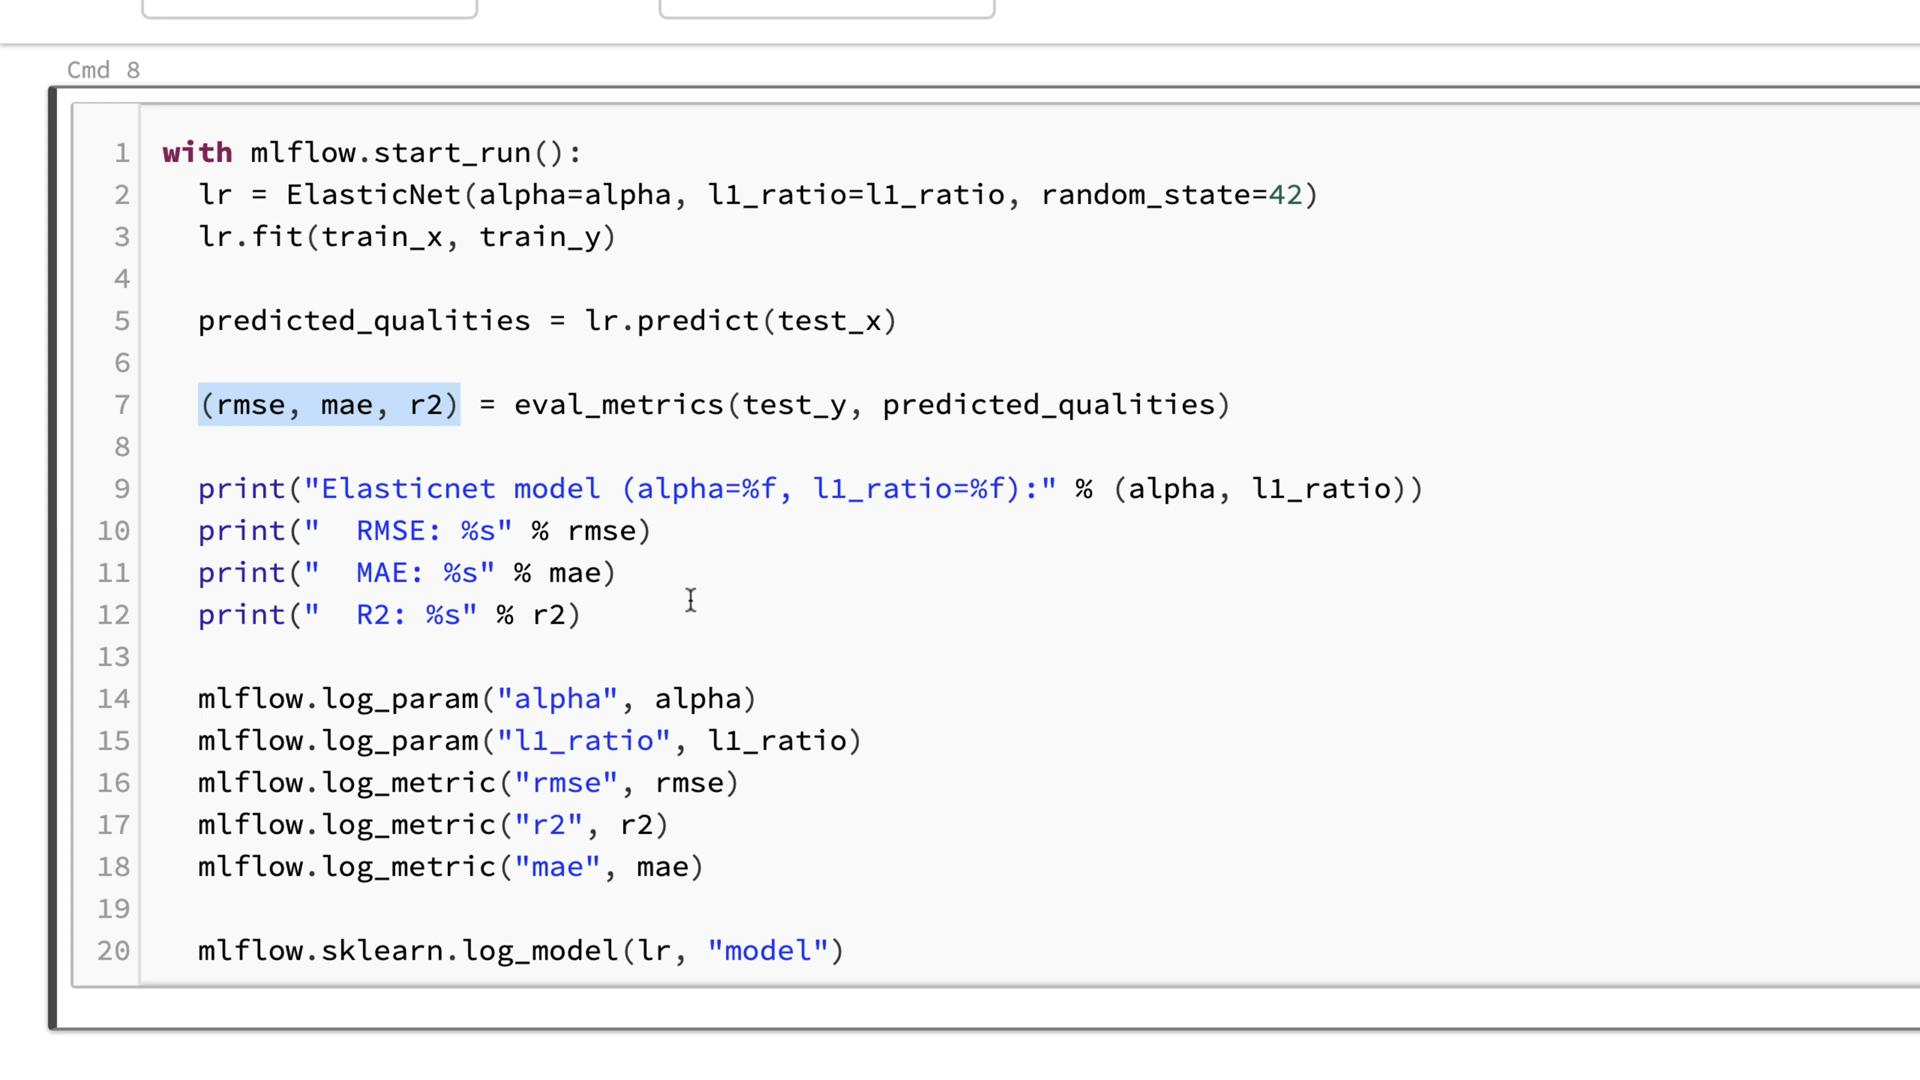 Cmd 8
1 with mlflow.start_run():
2 lr = ElasticNet(alpha=alpha, l1_ratio=l1_ratio, random_state=42)
3 lr.fit(train_x, train_y)
4
5 predicted_qualities = lr.predict(test_x)
6
7 (rmse, mae, r2) = eval_metrics(test_y, predicted_qualities)
8
9 print("Elasticnet model (alpha=%f, l1_ratio=%f):" % (alpha, l1_ratio))
10 print("  RMSE: %s" % rmse)
11 print("  MAE: %s" % mae)
12 print("  R2: %s" % r2)
13
14 mlflow.log_param("alpha", alpha)
15 mlflow.log_param("l1_ratio", l1_ratio)
16 mlflow.log_metric("rmse", rmse)
17 mlflow.log_metric("r2", r2)
18 mlflow.log_metric("mae", mae)
19
20 mlflow.sklearn.log_model(lr, "model")